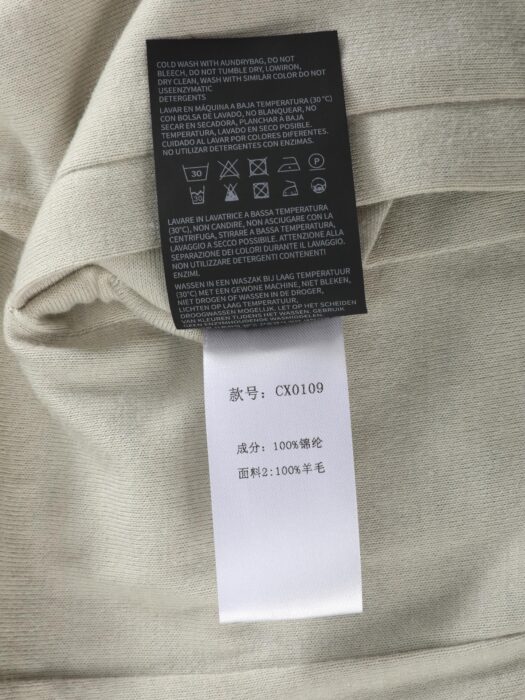 COLD WASH WITH AUNDRYBAG, DO NOT
BLEECH, DO NOT TUMBLE DRY, LOWIRON,
DRY CLEAN, WASH WITH SIMILAR COLOR DO NOT
USEENZYMATIC
DETERGENTS
LAVAR EN MÁQUINA A BAJA TEMPERATURA (30 °C)
CON BOLSA DE LAVADO, NO BLANQUEAR, NO
SECAR EN SECADORA, PLANCHAR A BAJA
TEMPERATURA, LAVADO EN SECO POSIBLE.
CUIDADO AL LAVAR POR COLORES DIFERENTES.
NO UTILIZAR DETERGENTES CON ENZIMAS.
30 P
30
LAVARE IN LAVATRICE A BASSA TEMPERATURA
(30°C), NON CANDIRE, NON ASCIUGARE CON LA
CENTRIFUGA, STIRARE A BASSA TEMPERATURA,
LAVAGGIO A SECCO POSSIBILE. ATTENZIONE ALLA
SEPARAZIONE DEI COLORI DURANTE IL LAVAGGIO.
NON UTILIZZARE DETERGENTI CONTENENTI
ENZIMI.
WASSEN IN EEN WASZAK BIJ LAAG TEMPERATUUR
(30°C) MET EEN GEWONE MACHINE, NIET BLEKEN,
NIET DROGEN OF WASSEN IN DE DROGER,
LICHTEN OP LAAG TEMPERATUUR,
DROOGWASSEN MOGELIJK. LET OP HET SCHEIDEN
VAN KLEUREN TIJDENS HET WASSEN. GEBRUIK
GEEN ENZIMHOUDENDE WASMIDDELEN
款号: CX0109
成分: 100%锦纶
面料2:100%羊毛